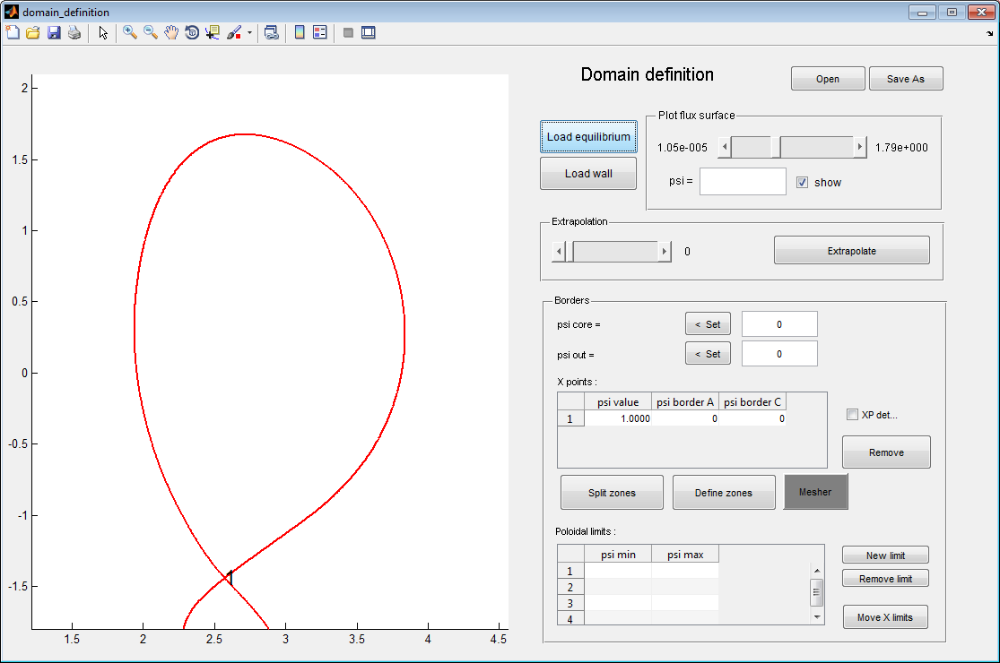 domain_definition
Domain definition
Open
Save As
Load equilibrium
Load wall
Plot flux surface
1.05e-005
1.79e+000
psi =
show
Extrapolation
0
Extrapolate
Borders
psi core =
< Set
0
psi out =
< Set
0
X points :
psi value psi border A psi border C
1 1.0000 0 0
XP det...
Remove
Split zones
Define zones
Mesher
Poloidal limits :
psi min psi max
1
2
3
4
New limit
Remove limit
Move X limits
2
1.5
1
0.5
0
-0.5
-1
-1.5
1
1.5 2 2.5 3 3.5 4 4.5